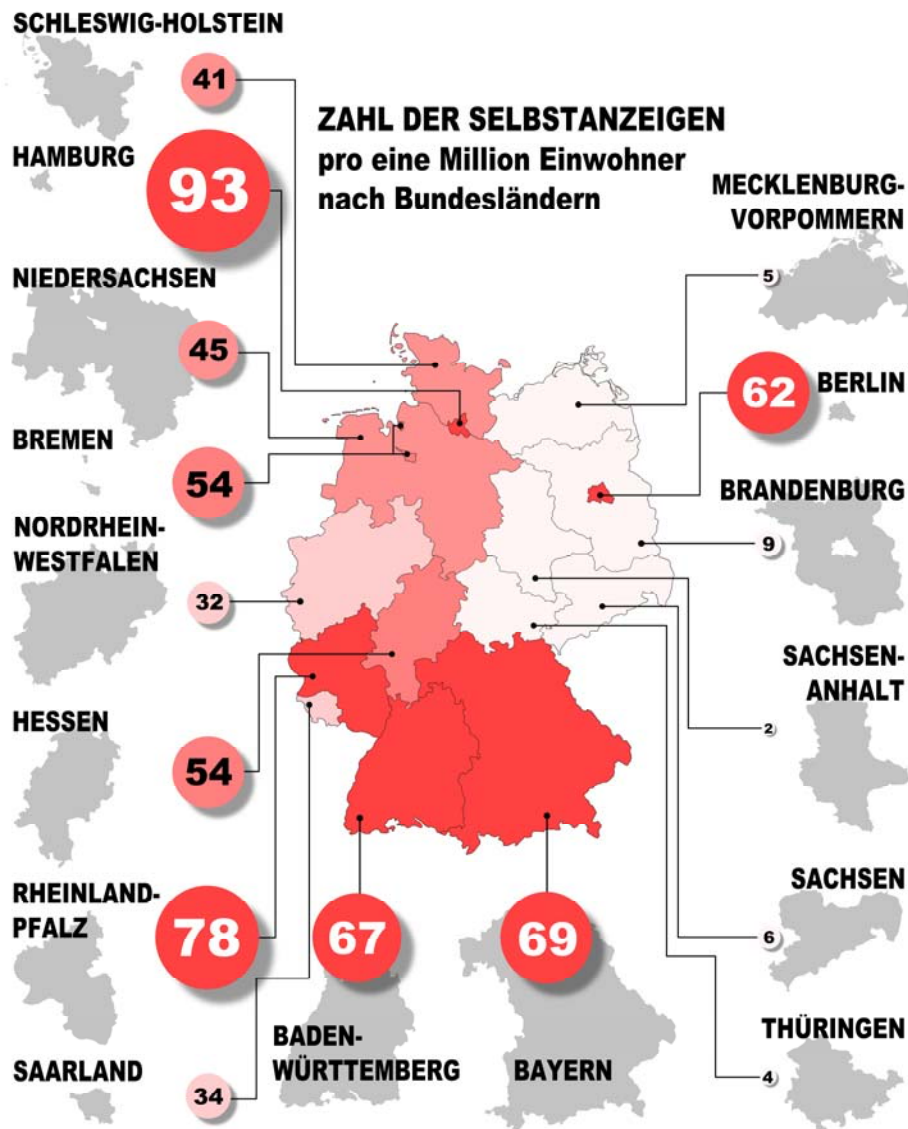 SCHLESWIG-HOLSTEIN
41
ZAHL DER SELBSTANZEIGEN
pro eine Million Einwohner
nach Bundesländern
HAMBURG
93
MECKLENBURG-
VORPOMMERN
5
NIEDERSACHSEN
45
BERLIN
62
BREMEN
54
BRANDENBURG
9
NORDRHEIN-
WESTFALEN
32
SACHSEN-
ANHALT
2
HESSEN
54
SACHSEN
6
RHEINLAND-
PFALZ
78
67
69
THÜRINGEN
4
BADEN-
WÜRTTEMBERG
BAYERN
SAARLAND
34